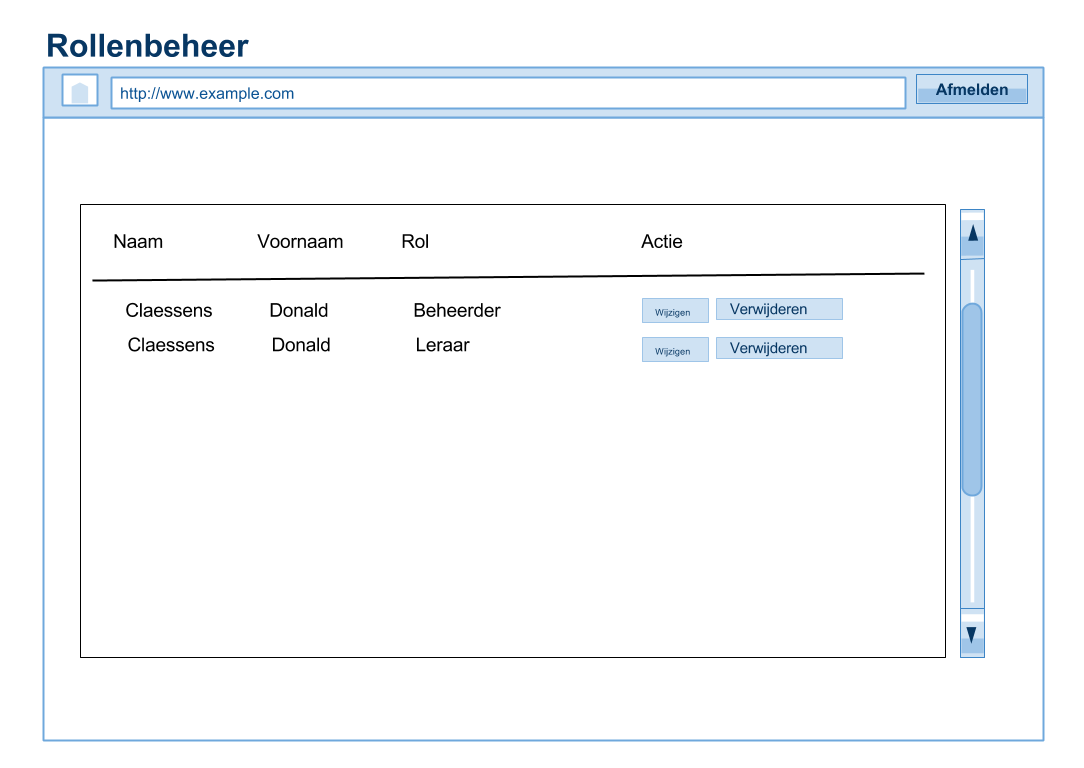 Rollenbeheer
http://www.example.com Afmelden
Naam Voornaam Rol Actie
Claessens Donald Beheerder Wijzigen Verwijderen
Claessens Donald Leraar Wijzigen Verwijderen